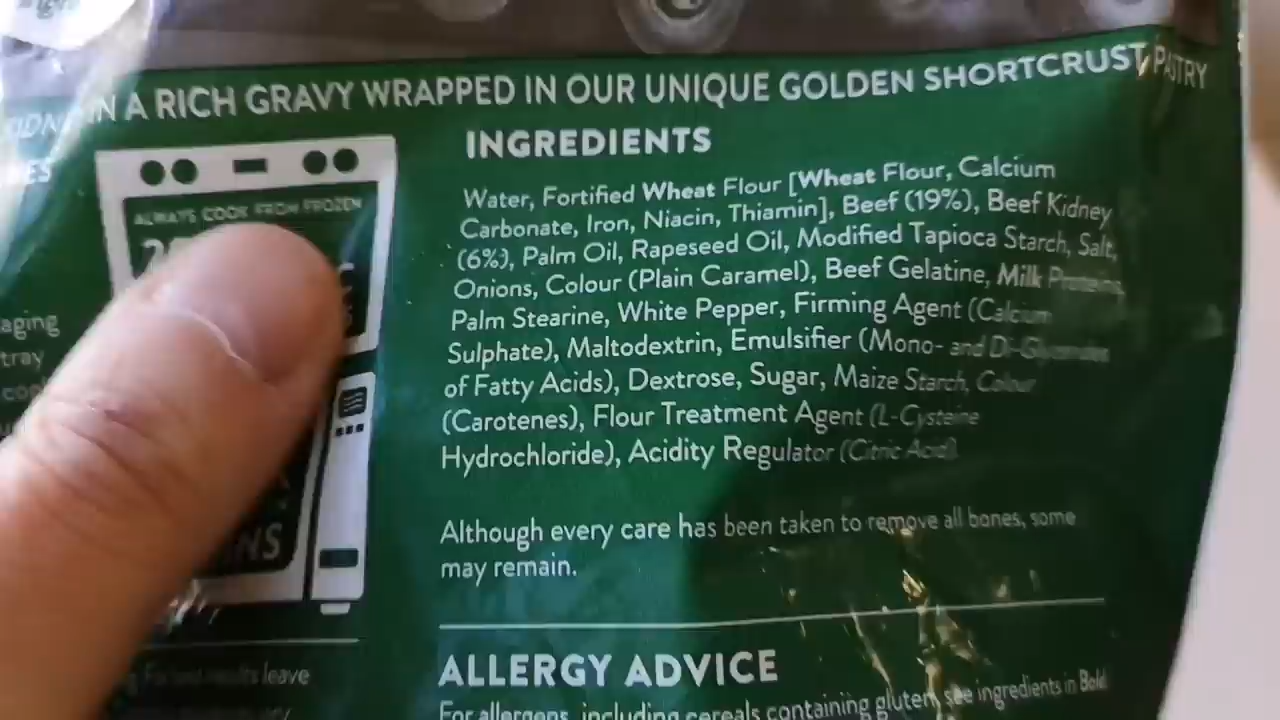 IN A RICH GRAVY WRAPPED IN OUR UNIQUE GOLDEN SHORTCRUST PASTRY
ES
ALWAYS COOK FROM FROZEN
aging
tray
INS
leave
INGREDIENTS
Water, Fortified Wheat Flour [Wheat Flour, Calcium
Carbonate, Iron, Niacin, Thiamin], Beef (19%), Beef Kidney
(6%), Palm Oil, Rapeseed Oil, Modified Tapioca Starch, Salt,
Onions, Colour (Plain Caramel), Beef Gelatine, Milk Proteins,
Palm Stearine, White Pepper, Firming Agent (Calcium
Sulphate), Maltodextrin, Emulsifier (Mono- and Di-Glycerides
of Fatty Acids), Dextrose, Sugar, Maize Starch, Colour
(Carotenes), Flour Treatment Agent (L-Cysteine
Hydrochloride), Acidity Regulator (Citric Acid).
Although every care has been taken to remove all bones, some
may remain.
ALLERGY ADVICE
For allergens, including cereals containing gluten, see ingredients in Bold